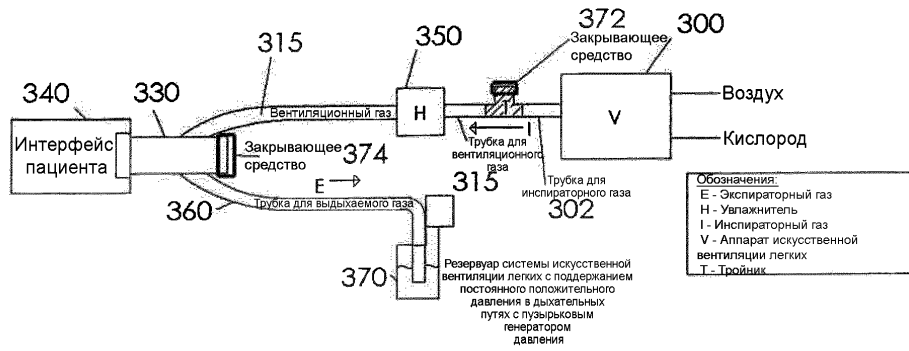 372
Закрывающее
средство
300
315
350
340
330
Вентиляционный газ
H
T
V
Воздух
Кислород
Интерфейс
пациента
Закрывающее
средство
374
I
Трубка для
вентиляционного
газа
315
Трубка для
инспираторного газа
302
E
360
Трубка для выдыхаемого газа
370
Резервуар системы искусственной
вентиляции легких с поддержанием
постоянного положительного
давления в дыхательных
путях с пузырьковым
генератором
давления
Обозначения:
E - Экспираторный газ
H - Увлажнитель
I - Инспираторный газ
V - Аппарат искусственной
вентиляции легких
T - Тройник